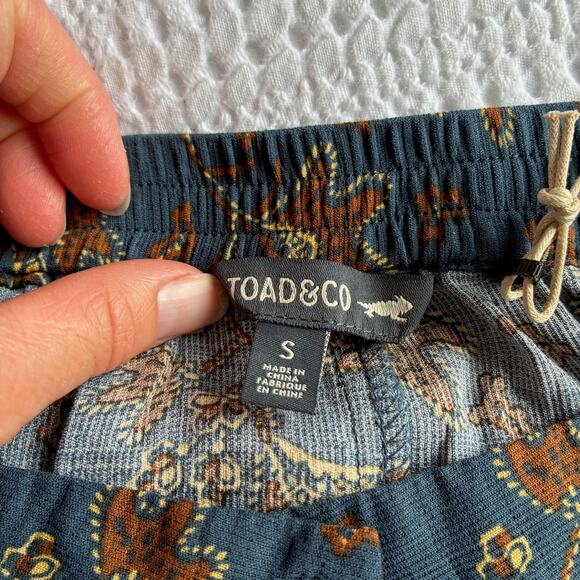 TOAD&CO
S
MADE IN
CHINA
FABRIQUE
EN CHINE